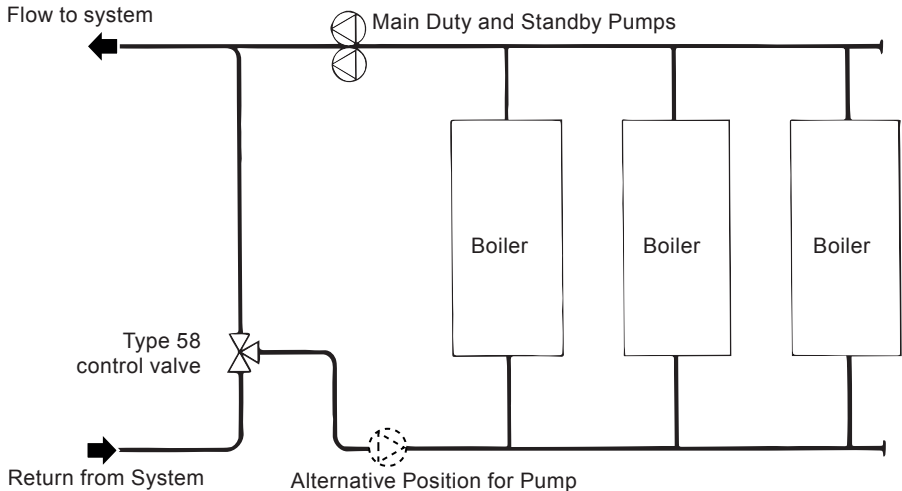 Flow to system
Main Duty and Standby Pumps
Boiler
Boiler
Boiler
Type 58
control valve
Return from System
Alternative Position for Pump